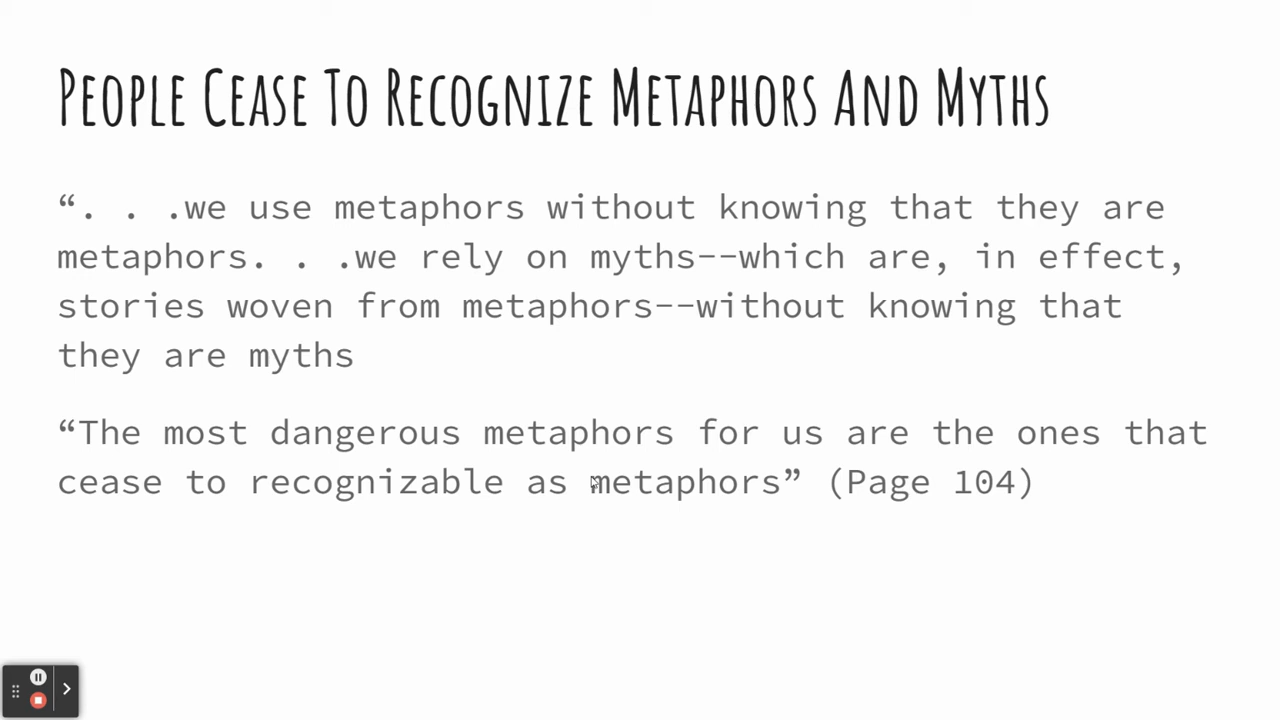 People Cease To Recognize Metaphors And Myths
“. . .we use metaphors without knowing that they are
metaphors. . .we rely on myths--which are, in effect,
stories woven from metaphors--without knowing that
they are myths
“The most dangerous metaphors for us are the ones that
cease to recognizable as metaphors” (Page 104)